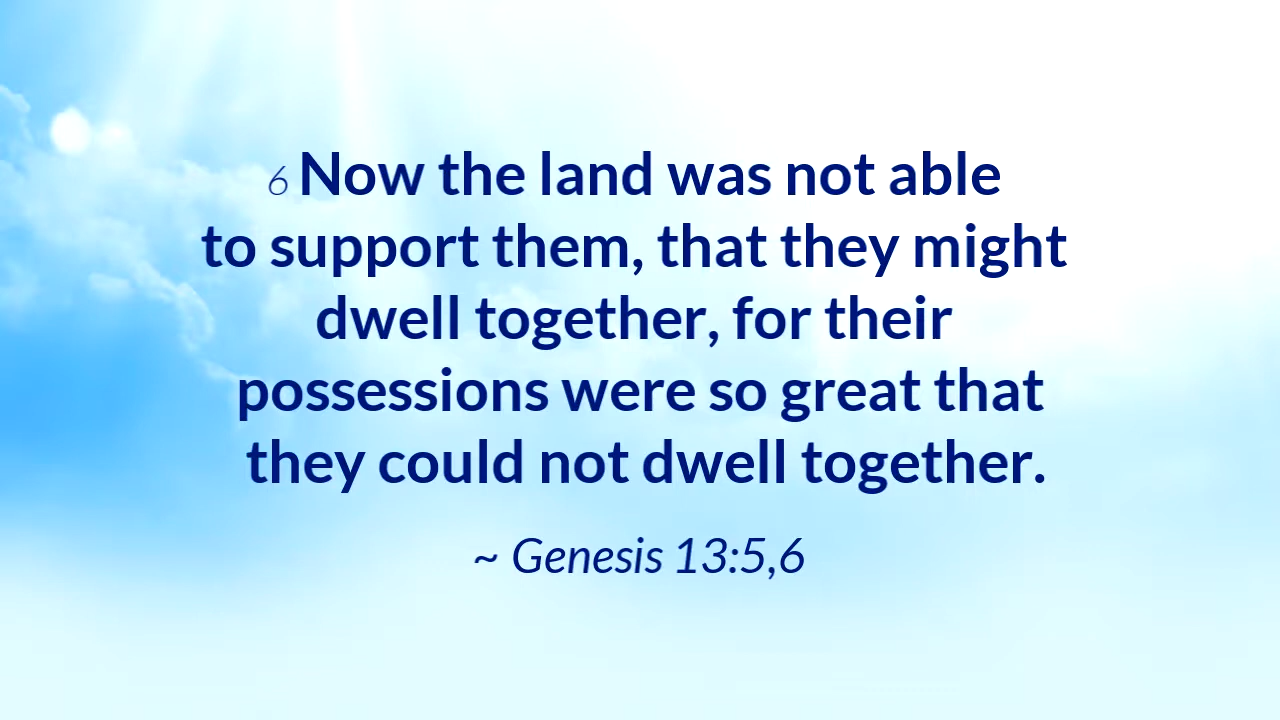 6 Now the land was not able
to support them, that they might
dwell together, for their
possessions were so great that
they could not dwell together.
~ Genesis 13:5,6